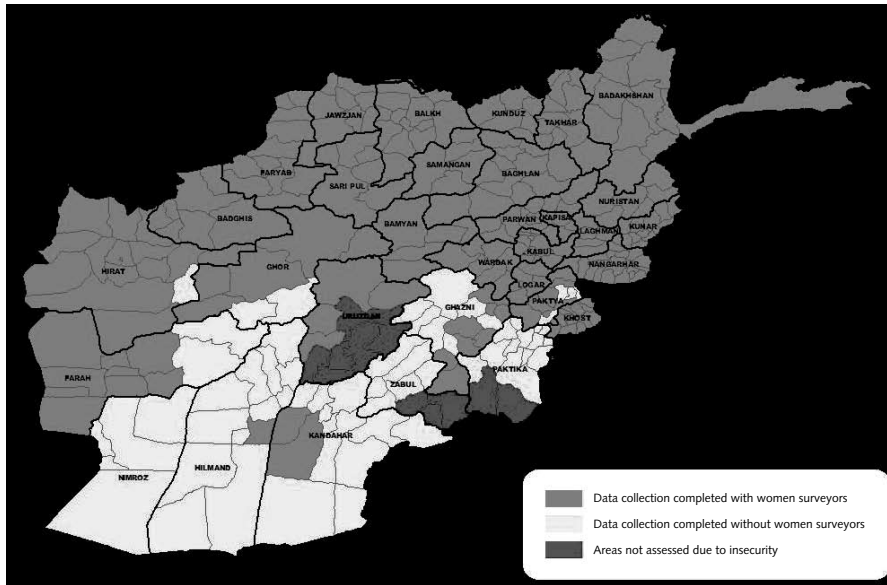 BADAKHSHAN
JAWZJAN
BALKH
KUNDUZ
TAKHAR
SAMANGAN
BAGHLAN
FARYAB
SARI PUL
NURISTAN
BADGHIS
BAMYAN
PARWAN
KAPISA
LAGHMAN
KUNAR
KABUL
HIRAT
GHOR
WARDAK
NANGARHAR
LOGAR
PAKTYA
GHAZNI
URUZGAN
KHOST
FARAH
ZABUL
PAKTIKA
KANDAHAR
HILMAND
NIMROZ
Data collection completed with women surveyors
Data collection completed without women surveyors
Areas not assessed due to insecurity